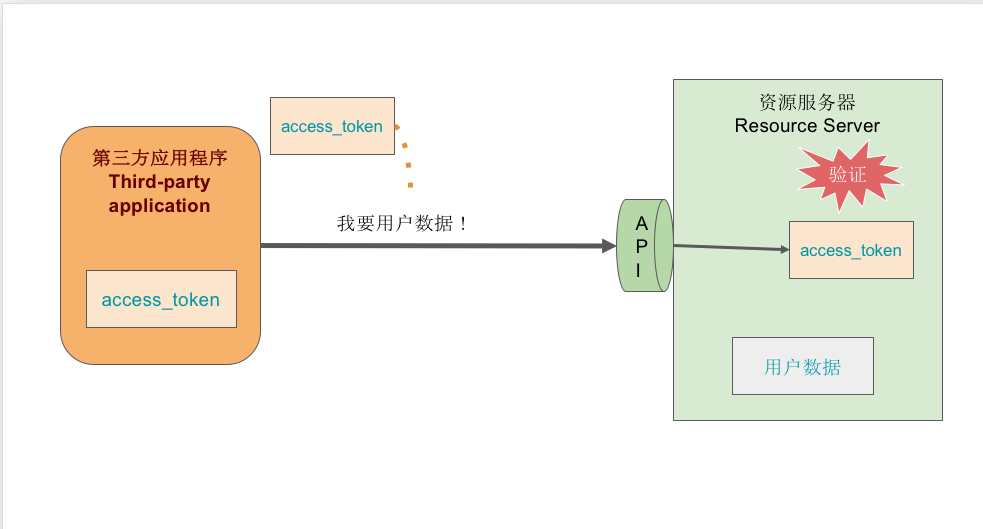 第三方应用程序
Third-party
application
access_token
access_token
我要用户数据！
A
P
I
资源服务器
Resource Server
验证
access_token
用户数据